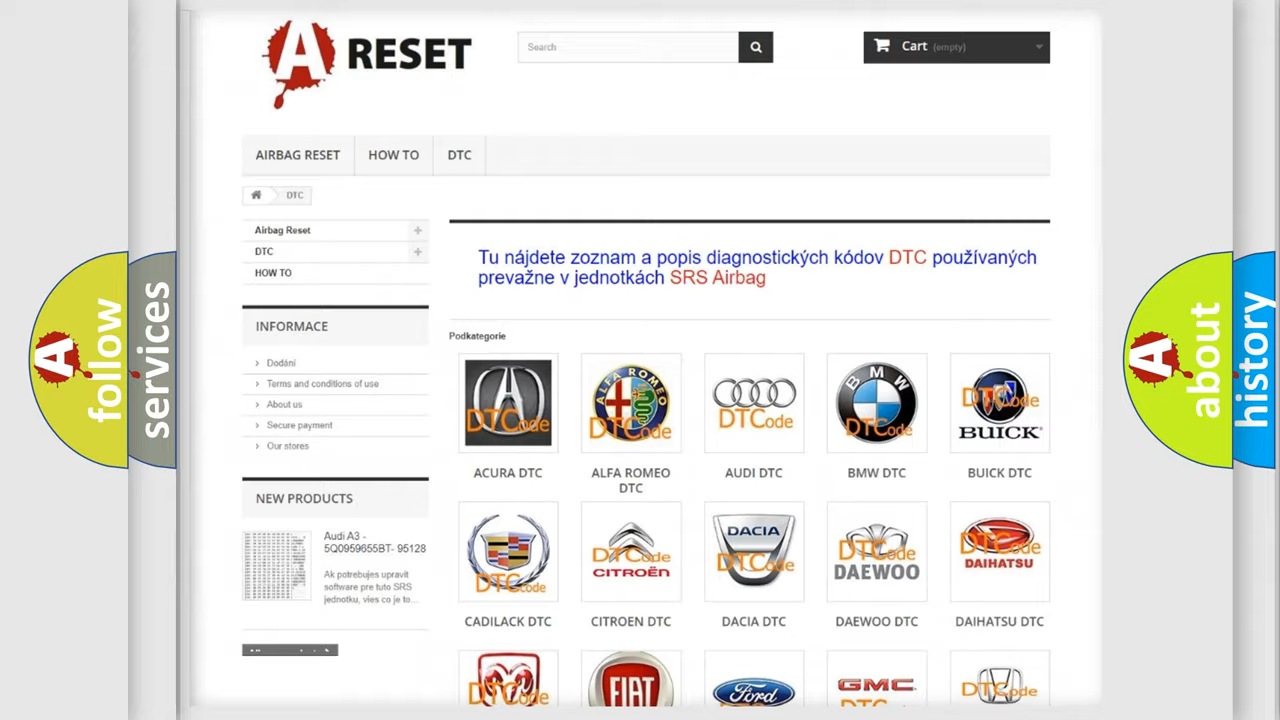 A RESET
Search
Cart (empty)
AIRBAG RESET
HOW TO
DTC
DTC
Airbag Reset
DTC
HOW TO
Tu nájdete zoznam a popis diagnostických kódov DTC používaných
prevažne v jednotkách SRS Airbag
INFORMACE
Dodání
Terms and conditions of use
About us
Secure payment
Our stores
NEW PRODUCTS
Audi A3 -
5Q0959655BT- 95128
Ak potrebujes upravit
software pre tuto SRS
jednotku, vies co je to...
Podkategorie
DTCode
ALFA ROMEO
DTCode
DTCode
BMW
DTCode
DTCode
BUICK
ACURA DTC
ALFA ROMEO
DTC
AUDI DTC
BMW DTC
BUICK DTC
DTCode
DTCode
CITROËN
DACIA
DTCode
DTCode
DAEWOO
DTCode
DAIHATSU
CADILACK DTC
CITROEN DTC
DACIA DTC
DAEWOO DTC
DAIHATSU DTC
DTCode
FIAT
Ford
GMC
DTCode
A
follow
services
A
about
history